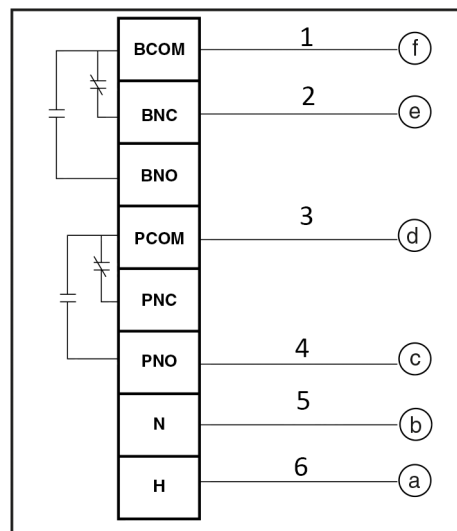 BCOM 1 f
BNC 2 e
BNO
PCOM 3 d
PNC
PNO 4 c
N 5 b
H 6 a